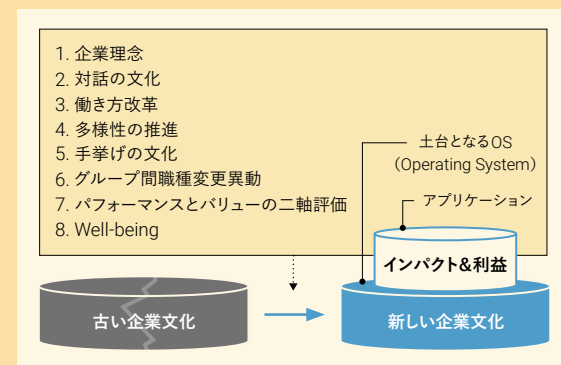 1. 企業理念
2. 対話の文化
3. 働き方改革
4. 多様性の推進
5. 手挙げの文化
6. グループ間職種変更異動
7. パフォーマンスとバリューの二軸評価
8. Well-being
土台となるOS
(Operating System)
アプリケーション
インパクト&利益
古い企業文化
新しい企業文化